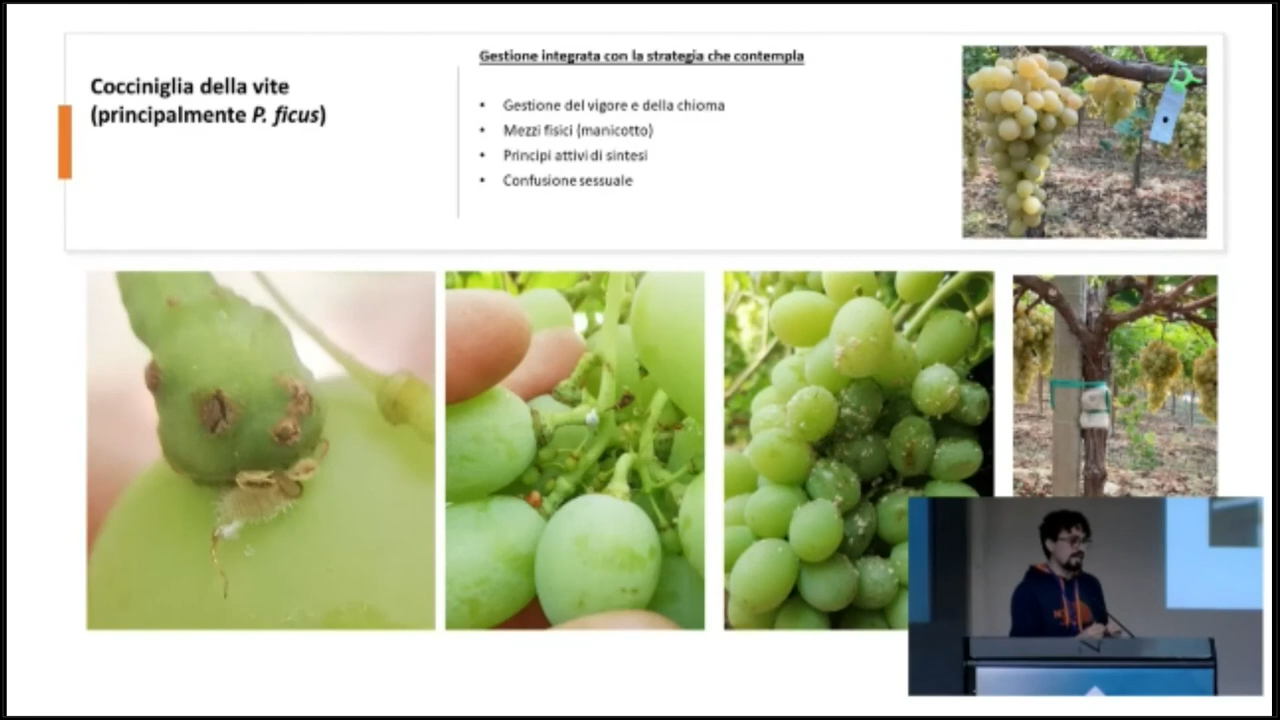 Cocciniglia della vite
(principalmente P. ficus)
Gestione integrata con la strategia che contempla
• Gestione del vigore e della chioma
• Mezzi fisici (manicotto)
• Principi attivi di sintesi
• Confusione sessuale